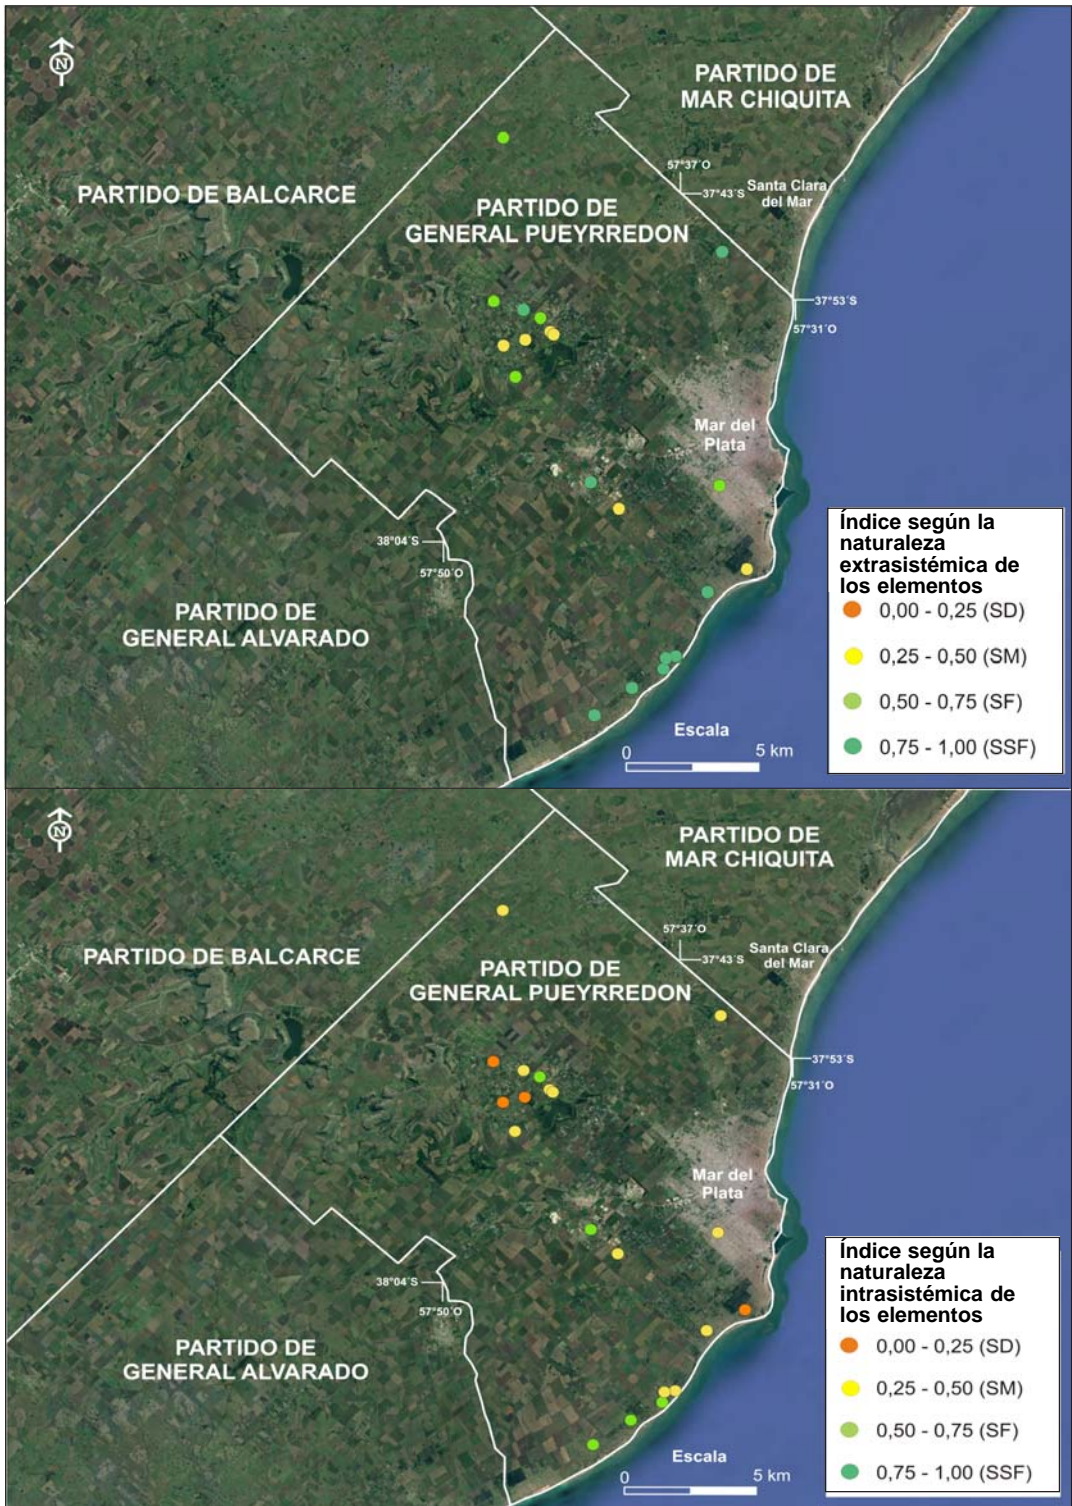 N
PARTIDO DE
MAR CHIQUITA
57°37´O
37°43´S
Santa Clara
del Mar
PARTIDO DE BALCARCE
PARTIDO DE
GENERAL PUEYRREDON
37°53´S
57°31´O
Mar del
Plata
38°04´S
57°50´O
PARTIDO DE
GENERAL ALVARADO
Índice según la
naturaleza
extrasistémica de
los elementos
0,00 - 0,25 (SD)
0,25 - 0,50 (SM)
0,50 - 0,75 (SF)
0,75 - 1,00 (SSF)
Escala
0
5 km
N
PARTIDO DE
MAR CHIQUITA
57°37´O
37°43´S
Santa Clara
del Mar
PARTIDO DE BALCARCE
PARTIDO DE
GENERAL PUEYRREDON
37°53´S
57°31´O
Mar del
Plata
38°04´S
57°50´O
PARTIDO DE
GENERAL ALVARADO
Índice según la
naturaleza
intrasistémica de
los elementos
0,00 - 0,25 (SD)
0,25 - 0,50 (SM)
0,50 - 0,75 (SF)
0,75 - 1,00 (SSF)
Escala
0
5 km